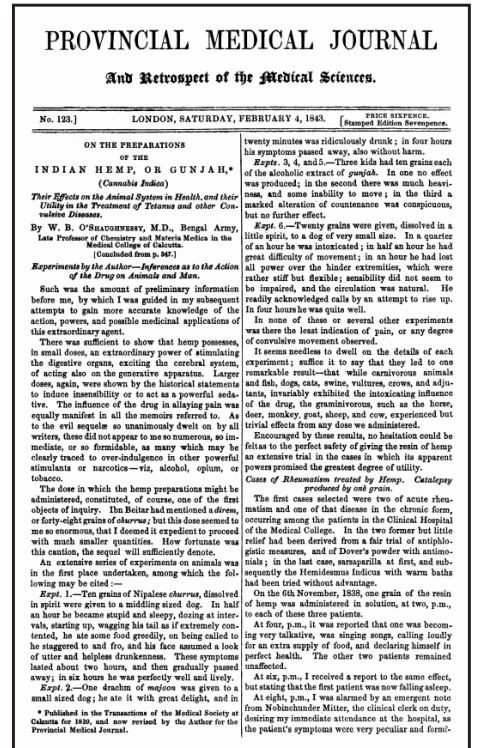 PROVINCIAL MEDICAL JOURNAL
And Retrospect of the Medical Sciences.
No. 123.]
LONDON, SATURDAY, FEBRUARY 4, 1843.
PRICE SIXPENCE.
[Stamped Edition Sevenpence.
ON THE PREPARATIONS
OF THE
INDIAN HEMP, OR GUNJAH,*
(Cannabis Indica)
Their Effects on the Animal System in Health, and their
Utility in the Treatment of Tetanus and other Con-
vulsive Diseases.
By W. B. O'SHAUGHNESSY, M.D., Bengal Army,
Late Professor of Chemistry and Materia Medica in the
Medical College of Calcutta.
[Concluded from p. 347.]
Experiments by the Author—Inferences as to the Action
of the Drug on Animals and Man.
Such was the amount of preliminary information
before me, by which I was guided in my subsequent
attempts to gain more accurate knowledge of the
action, powers, and possible medicinal applications of
this extraordinary agent.
There was sufficient to show that hemp possesses,
in small doses, an extraordinary power of stimulating
the digestive organs, exciting the cerebral system,
of acting also on the generative apparatus. Larger
doses, again, were shown by the historical statements
to induce insensibility or to act as a powerful seda-
tive. The influence of the drug in allaying pain was
equally manifest in all the memoirs referred to. As
to the evil sequelæ so unanimously dwelt on by all
writers, these did not appear to me so numerous, so im-
mediate, or so formidable, as many which may be
clearly traced to over-indulgence in other powerful
stimulants or narcotics—viz, alcohol, opium, or
tobacco.
The dose in which the hemp preparations might be
administered, constituted, of course, one of the first
objects of inquiry. Ibn Beitar had mentioned a direm,
or forty-eight grains of churrus; but this dose seemed to
me so enormous, that I deemed it expedient to proceed
with much smaller quantities. How fortunate was
this caution, the sequel will sufficiently denote.
An extensive series of experiments on animals was
in the first place undertaken, among which the fol-
lowing may be cited :—
Expt. 1.—Ten grains of Nipalese churrus, dissolved
in spirit were given to a middling sized dog. In half
an hour he became stupid and sleepy, dozing at inter-
vals, starting up, wagging his tail as if extremely con-
tented, he ate some food greedily, on being called to
he staggered to and fro, and his face assumed a look
of utter and helpless drunkenness. These symptoms
lasted about two hours, and then gradually passed
away; in six hours he was perfectly well and lively.
Expt. 2.—One drachm of majoon was given to a
small sized dog; he ate it with great delight, and in
* Published in the Transactions of the Medical Society at
Calcutta for 1839, and now revised by the Author for the
Provincial Medical Journal.
twenty minutes was ridiculously drunk; in four hours
his symptoms passed away, also without harm.
Expts. 3, 4, and 5.—Three kids had ten grains each
of the alcoholic extract of gunjah. In one no effect
was produced; in the second there was much heavi-
ness, and some inability to move; in the third a
marked alteration of countenance was conspicuous,
but no further effect.
Expt. 6.—Twenty grains were given, dissolved in a
little spirit, to a dog of very small size. In a quarter
of an hour he was intoxicated; in half an hour he had
great difficulty of movement; in an hour he had lost
all power over the hinder extremities, which were
rather stiff but flexible; sensibility did not seem to
be impaired, and the circulation was natural. He
readily acknowledged calls by an attempt to rise up.
In four hours he was quite well.
In none of these or several other experiments
was there the least indication of pain, or any degree
of convulsive movement observed.
It seems needless to dwell on the details of each
experiment; suffice it to say that they led to one
remarkable result—that while carnivorous animals
and fish, dogs, cats, swine, vultures, crows, and adju-
tants, invariably exhibited the intoxicating influence
of the drug, the graminivorous, such as the horse,
deer, monkey, goat, sheep, and cow, experienced but
trivial effects from any dose we administered.
Encouraged by these results, no hesitation could be
felt as to the perfect safety of giving the resin of hemp
an extensive trial in the cases in which its apparent
powers promised the greatest degree of utility.
Cases of Rheumatism treated by Hemp. Catalepsy
produced by one grain.
The first cases selected were two of acute rheu-
matism and one of that disease in the chronic form,
occurring among the patients in the Clinical Hospital
of the Medical College. In the two former but little
relief had been derived from a fair trial of antiphlo-
gistic measures, and of Dover's powder with antimo-
nials; in the last case, sarsaparilla at first, and sub-
sequently the Hemidesmus Indicus with warm baths
had been tried without advantage.
On the 6th November, 1838, one grain of the resin
of hemp was administered in solution, at two, p.m.,
to each of these three patients.
At four, p.m., it was reported that one was becom-
ing very talkative, was singing songs, calling loudly
for an extra supply of food, and declaring himself in
perfect health. The other two patients remained
unaffected.
At six, p.m., I received a report to the same effect,
but stating that the first patient was now falling asleep.
At eight, p.m., I was alarmed by an emergent note
from Nobinchunder Mitter, the clinical clerk on duty,
desiring my immediate attendance at the hospital, as
the patient's symptoms were very peculiar and formi-